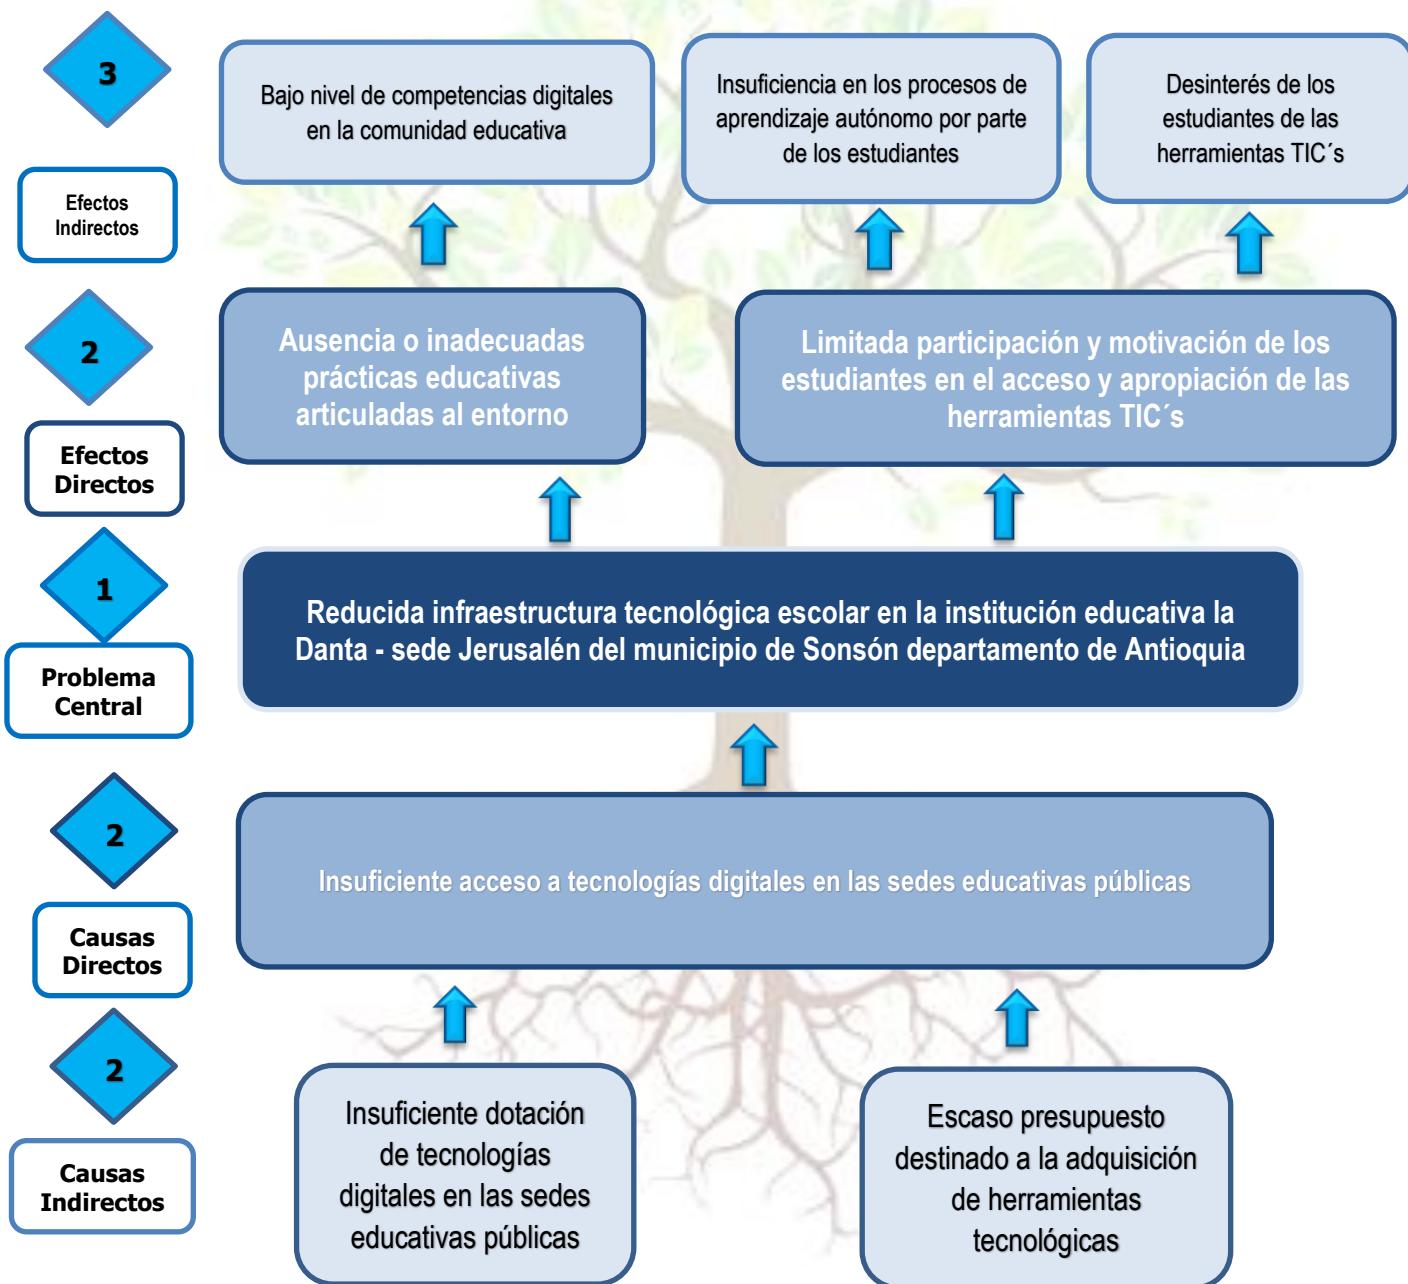 3
Bajo nivel de competencias digitales
en la comunidad educativa
Insuficiencia en los procesos de
aprendizaje autónomo por parte
de los estudiantes
Desinterés de los
estudiantes de las
herramientas TIC´s
Efectos
Indirectos
2
Ausencia o inadecuadas
prácticas educativas
articuladas al entorno
Limitada participación y motivación de los
estudiantes en el acceso y apropiación de las
herramientas TIC´s
Efectos
Directos
1
Reducida infraestructura tecnológica escolar en la institución educativa la
Danta - sede Jerusalén del municipio de Sonsón departamento de Antioquia
Problema
Central
2
Insuficiente acceso a tecnologías digitales en las sedes educativas públicas
Causas
Directos
2
Insuficiente dotación
de tecnologías
digitales en las sedes
educativas públicas
Escaso presupuesto
destinado a la adquisición
de herramientas
tecnológicas
Causas
Indirectos